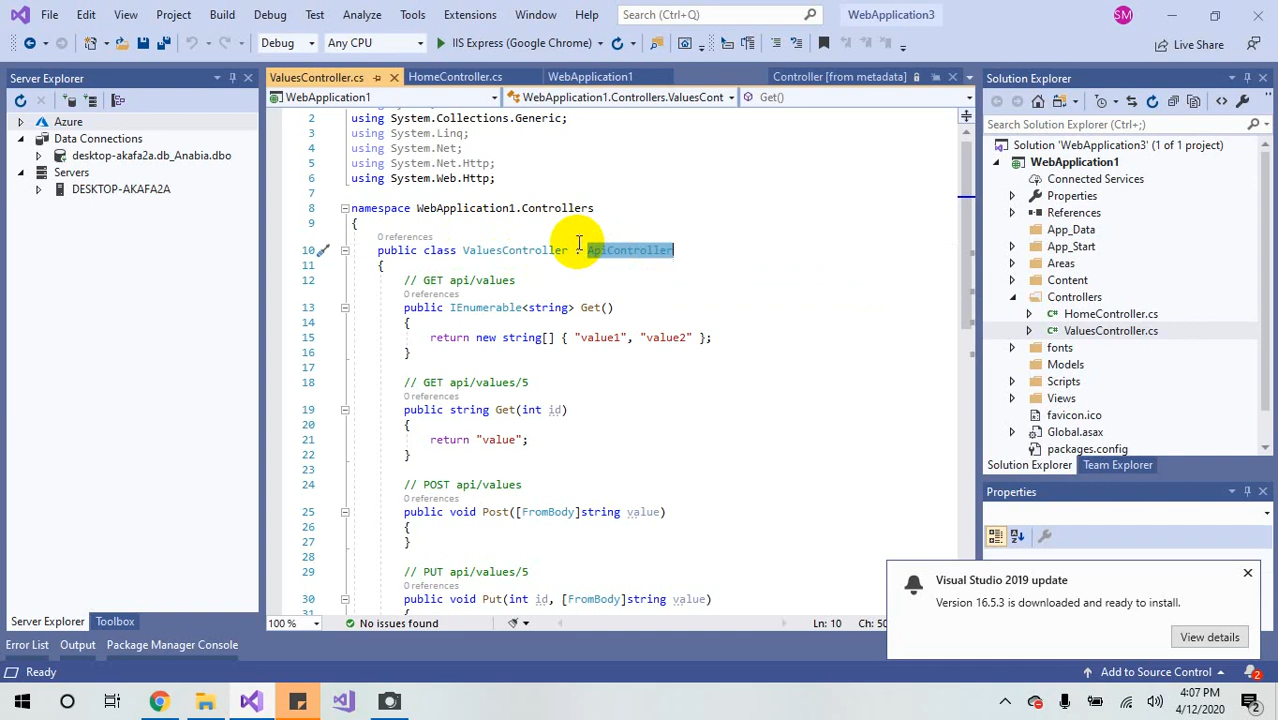 File Edit View Project Build Debug Test Analyze Tools Extensions Window Help Search (Ctrl+Q) WebApplication3 SM
Debug Any CPU IIS Express (Google Chrome) Live Share
Server Explorer
Azure
Data Connections
desktop-akafa2a.db_Anabia.dbo
Servers
DESKTOP-AKAFA2A
Server Explorer Toolbox
ValuesController.cs HomeController.cs WebApplication1 Controller [from metadata]
WebApplication1 WebApplication1.Controllers.ValuesCont Get()
2 using System.Collections.Generic;
3 using System.Linq;
4 using System.Net;
5 using System.Net.Http;
6 using System.Web.Http;
7
8 namespace WebApplication1.Controllers
9 {
0 references
10 public class ValuesController : ApiController
11 {
12 // GET api/values
0 references
13 public IEnumerable<string> Get()
14 {
15 return new string[] { "value1", "value2" };
16 }
17
18 // GET api/values/5
0 references
19 public string Get(int id)
20 {
21 return "value";
22 }
23
24 // POST api/values
0 references
25 public void Post([FromBody]string value)
26 {
27 }
28
29 // PUT api/values/5
0 references
30 public void Put(int id, [FromBody]string value)
31 {
100 % No issues found Ln: 10 Ch: 50
Solution Explorer
Search Solution Explorer (Ctrl+;)
Solution 'WebApplication3' (1 of 1 project)
WebApplication1
Connected Services
Properties
References
App_Data
App_Start
Areas
Content
Controllers
HomeController.cs
ValuesController.cs
fonts
Models
Scripts
Views
favicon.ico
Global.asax
packages.config
Solution Explorer Team Explorer
Properties
Visual Studio 2019 update
Version 16.5.3 is downloaded and ready to install.
View details
Error List Output Package Manager Console
Ready Add to Source Control 2
4:07 PM
4/12/2020
2